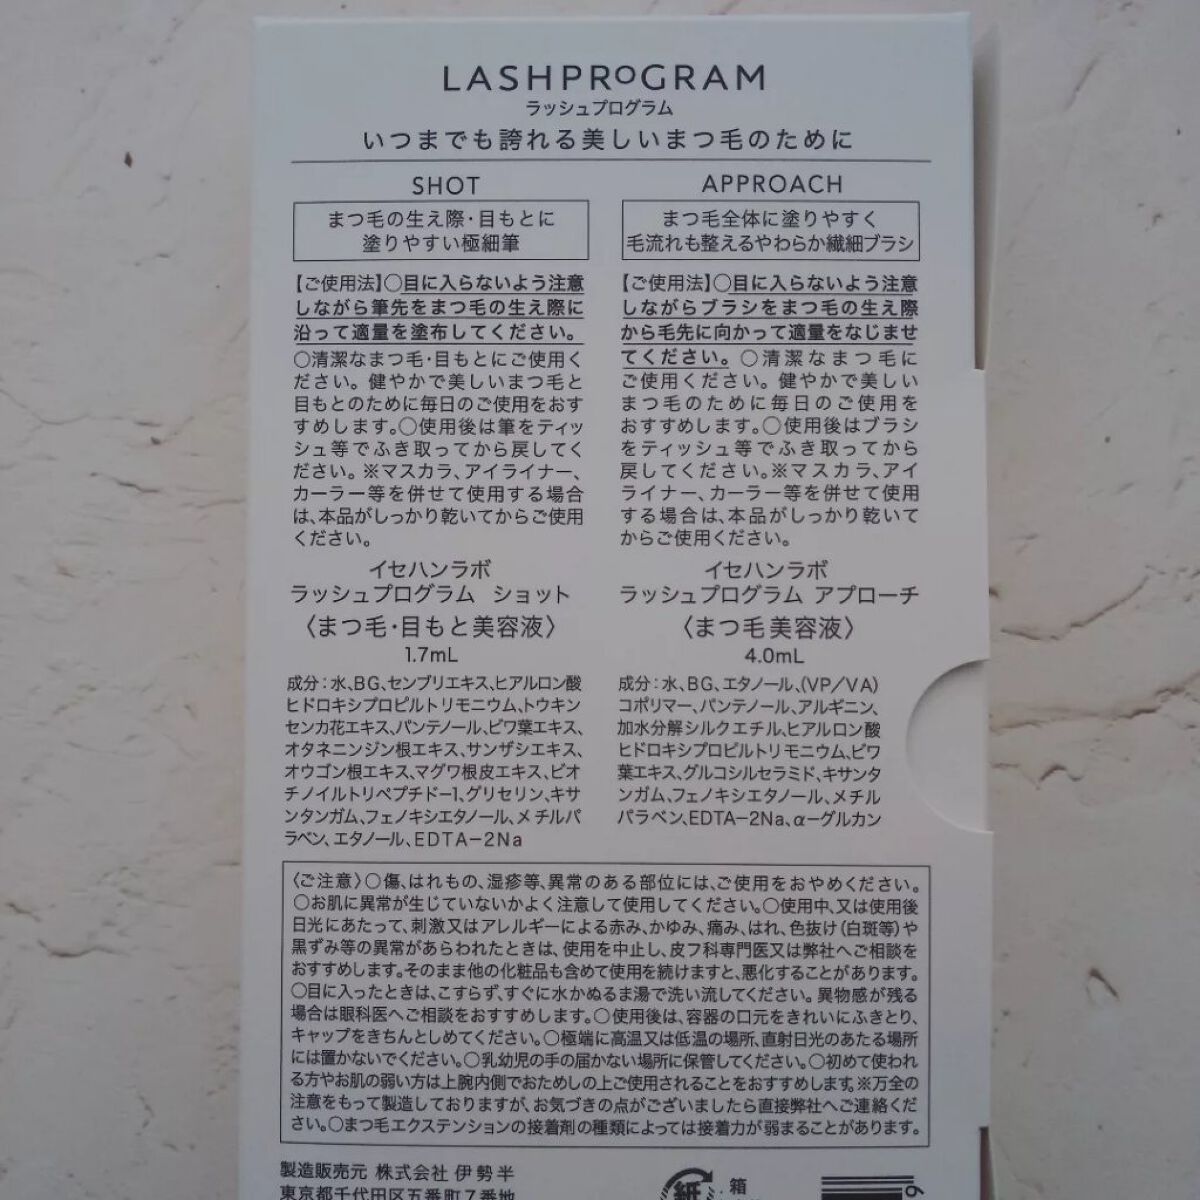 LASHPROGRAM
ラッシュプログラム
いつまでも誇れる美しいまつ毛のために
SHOT
まつ毛の生え際・目もとに
塗りやすい極細筆
【ご使用法】○目に入らないよう注意
しながら筆先をまつ毛の生え際に
沿って適量を塗布してください。
○清潔なまつ毛・目もとにご使用く
ださい。健やかで美しいまつ毛と
目もとのために毎日のご使用をおす
すめします。○使用後は筆をティッ
シュ等でふき取ってから戻してく
ださい。※マスカラ、アイライナー、
カーラー等を併せて使用する場合
は、本品がしっかり乾いてからご使用
ください。
イセハンラボ
ラッシュプログラム ショット
〈まつ毛・目もと美容液〉
1.7mL
成分：水、BG、センブリエキス、ヒアルロン酸
ヒドロキシプロピルトリモニウム、トウキン
センカ花エキス、パンテノール、ビワ葉エキス、
オタネニンジン根エキス、サンザシエキス、
オウゴン根エキス、マグワ根皮エキス、ビオ
チノイルトリペプチド-1、グリセリン、キサ
ンタンガム、フェノキシエタノール、メチルパ
ラベン、エタノール、EDTA-2Na
APPROACH
まつ毛全体に塗りやすく
毛流れも整えるやわらか繊細ブラシ
【ご使用法】○目に入らないよう注意
しながらブラシをまつ毛の生え際
から毛先に向かって適量をなじませ
てください。○清潔なまつ毛に
ご使用ください。健やかで美しい
まつ毛のために毎日のご使用を
おすすめします。○使用後はブラシ
をティッシュ等でふき取ってから
戻してください。※マスカラ、アイ
ライナー、カーラー等を併せて使用
する場合は、本品がしっかり乾いて
からご使用ください。
イセハンラボ
ラッシュプログラム アプローチ
〈まつ毛美容液〉
4.0mL
成分：水、BG、エタノール、(VP/VA)
コポリマー、パンテノール、アルギニン、
加水分解シルクエチル、ヒアルロン酸
ヒドロキシプロピルトリモニウム、ビワ
葉エキス、グルコシルセラミド、キサンタ
ンガム、フェノキシエタノール、メチル
パラベン、EDTA-2Na、α-グルカン
〈ご注意〉○傷、はれもの、湿疹等、異常のある部位には、ご使用をおやめください。
○お肌に異常が生じていないかよく注意して使用してください。○使用中、又は使用後
日光にあたって、刺激又はアレルギーによる赤み、かゆみ、痛み、はれ、色抜け(白斑等)や
黒ずみ等の異常があらわれたときは、使用を中止し、皮フ科専門医又は弊社へご相談を
おすすめします。そのまま他の化粧品も含めて使用を続けますと、悪化することがあります。
○目に入ったときは、こすらず、すぐに水かぬるま湯で洗い流してください。異物感が残る
場合は眼科医へご相談をおすすめします。○使用後は、容器の口元をきれいにふきとり、
キャップをきちんとしめてください。○極端に高温又は低温の場所、直射日光のあたる場所
には置かないでください。○乳幼児の手の届かない場所に保管してください。○初めて使われ
る方やお肌の弱い方は上腕内側でおためしの上ご使用されることをおすすめします。※万全の
注意をもって製造しておりますが、お気づきの点がございましたら直接弊社へご連絡くだ
さい。○まつ毛エクステンションの接着剤の種類によっては接着力が弱まることがあります。
製造販売元 株式会社 伊勢半
東京都千代田区五番町7番地
紙
箱